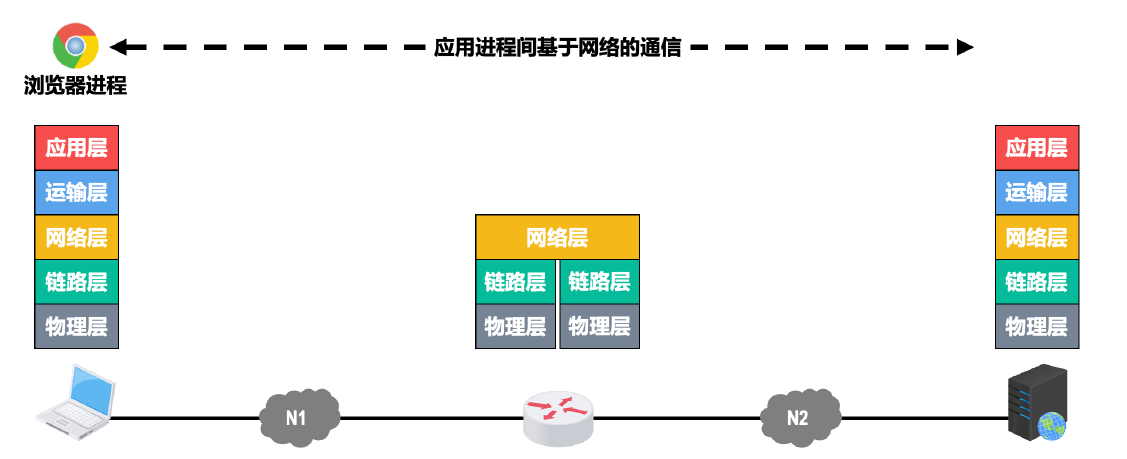 应用进程间基于网络的通信
浏览器进程
应用层
运输层
网络层
链路层
物理层
网络层
链路层 链路层
物理层 物理层
应用层
运输层
网络层
链路层
物理层
N1
N2